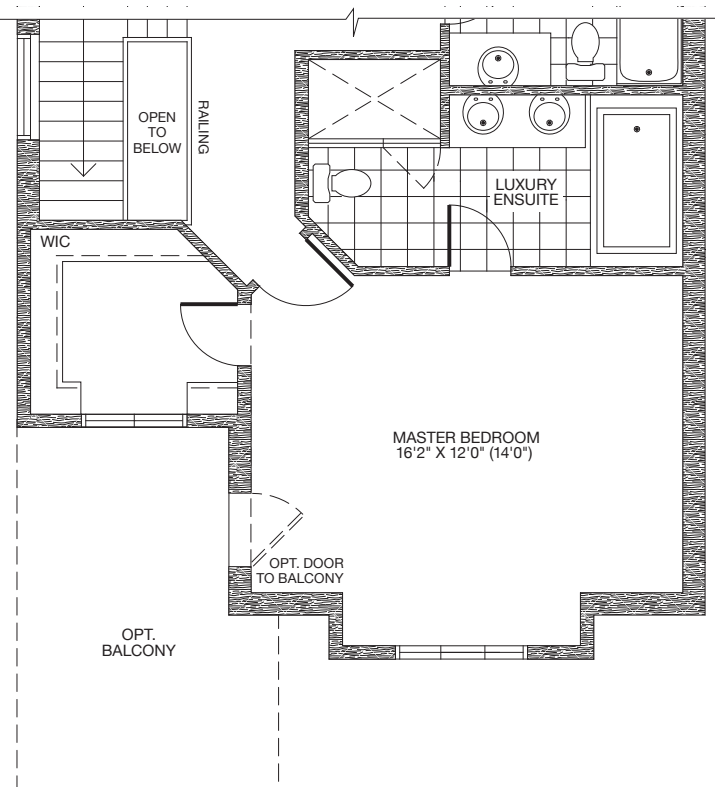 OPEN
TO
BELOW
RAILING
LUXURY
ENSUITE
WIC
MASTER BEDROOM
16'2" X 12'0" (14'0")
OPT. DOOR
TO BALCONY
OPT.
BALCONY